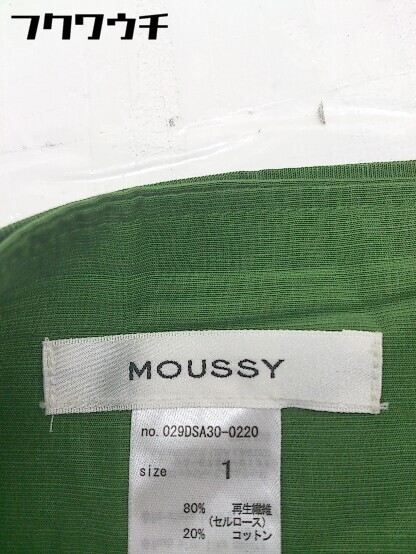 フクワウチ
MOUSSY
no. 029DSA30-0220
size 1
80% 再生繊維
(セルロース)
20% コットン